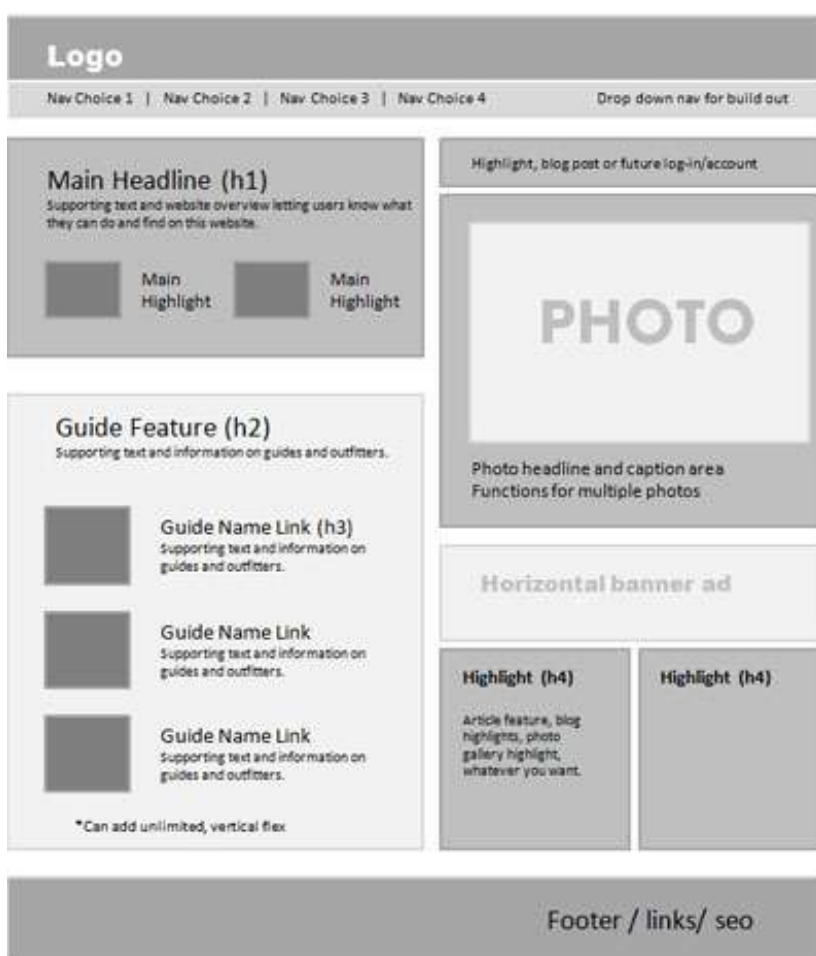 Logo
Nav Choice 1 | Nav Choice 2 | Nav Choice 3 | Nav Choice 4
Drop down nav for build out
Main Headline (h1)
Supporting text and website overview letting users know what
they can do and find on this website.
Main
Highlight
Main
Highlight
Guide Feature (h2)
Supporting text and information on guides and outfitters.
Guide Name Link (h3)
Supporting text and information on
guides and outfitters.
Guide Name Link
Supporting text and information on
guides and outfitters.
Guide Name Link
Supporting text and information on
guides and outfitters.
*Can add unlimited, vertical flex
Highlight, blog post or future log-in/account
PHOTO
Photo headline and caption area
Functions for multiple photos
Horizontal banner ad
Highlight (h4)
Article feature, blog
highlights, photo
gallery highlight,
whatever you want.
Highlight (h4)
Footer / links/ seo